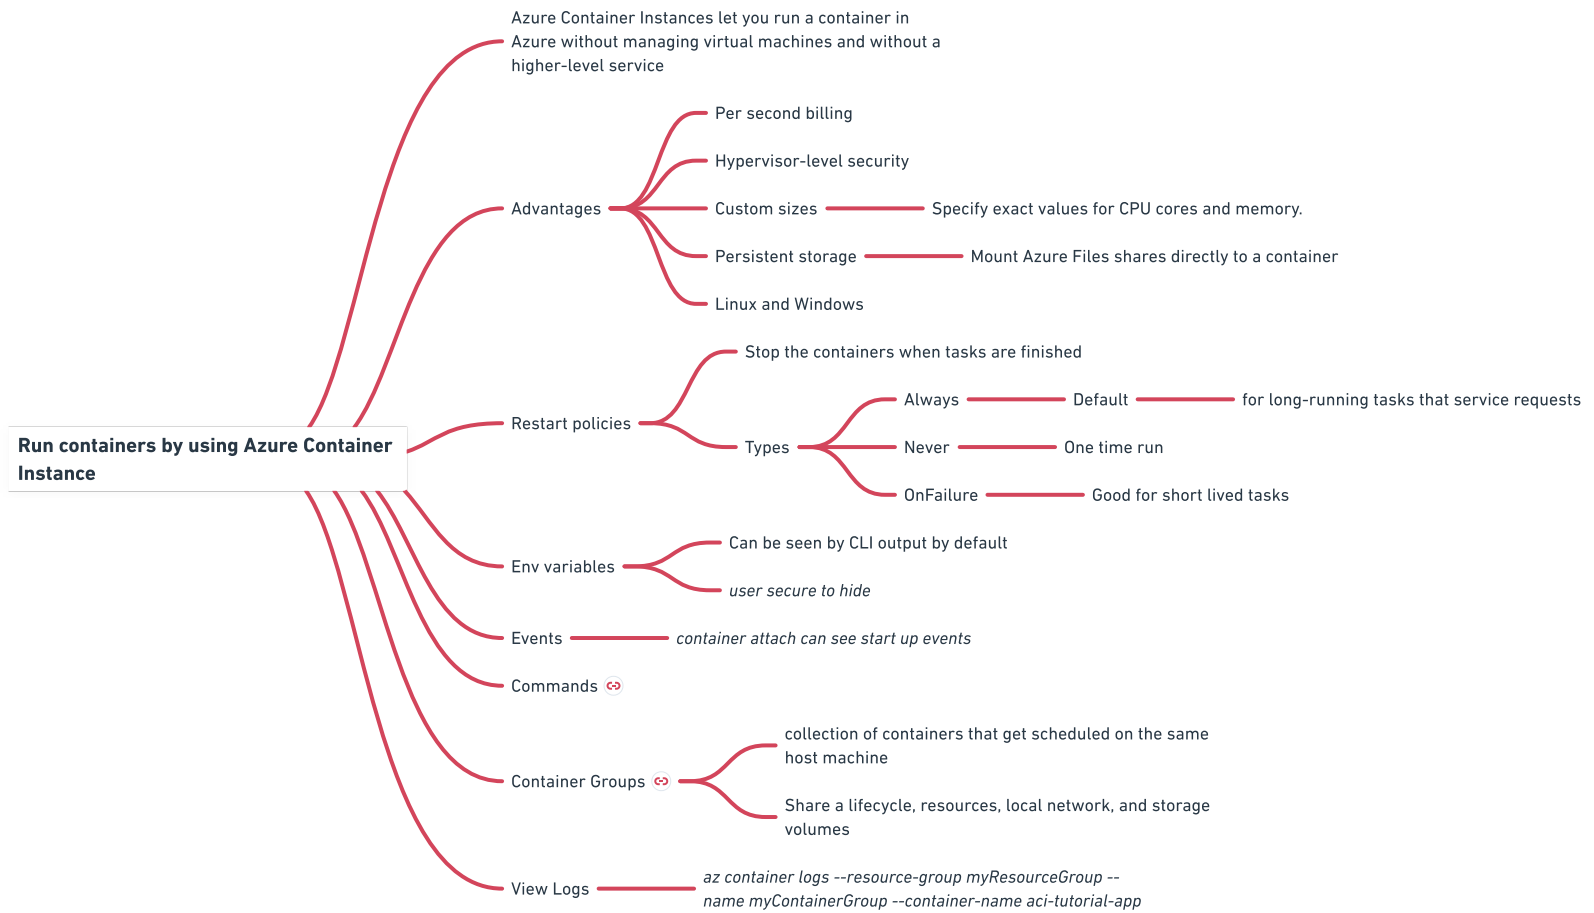 Run containers by using Azure Container
Instance
Azure Container Instances let you run a container in
Azure without managing virtual machines and without a
higher-level service
Advantages
Per second billing
Hypervisor-level security
Custom sizes
Specify exact values for CPU cores and memory.
Persistent storage
Mount Azure Files shares directly to a container
Linux and Windows
Restart policies
Stop the containers when tasks are finished
Types
Always
Default
for long-running tasks that service requests
Never
One time run
OnFailure
Good for short lived tasks
Env variables
Can be seen by CLI output by default
user secure to hide
Events
container attach can see start up events
Commands
Container Groups
collection of containers that get scheduled on the same
host machine
Share a lifecycle, resources, local network, and storage
volumes
View Logs
az container logs --resource-group myResourceGroup --
name myContainerGroup --container-name aci-tutorial-app